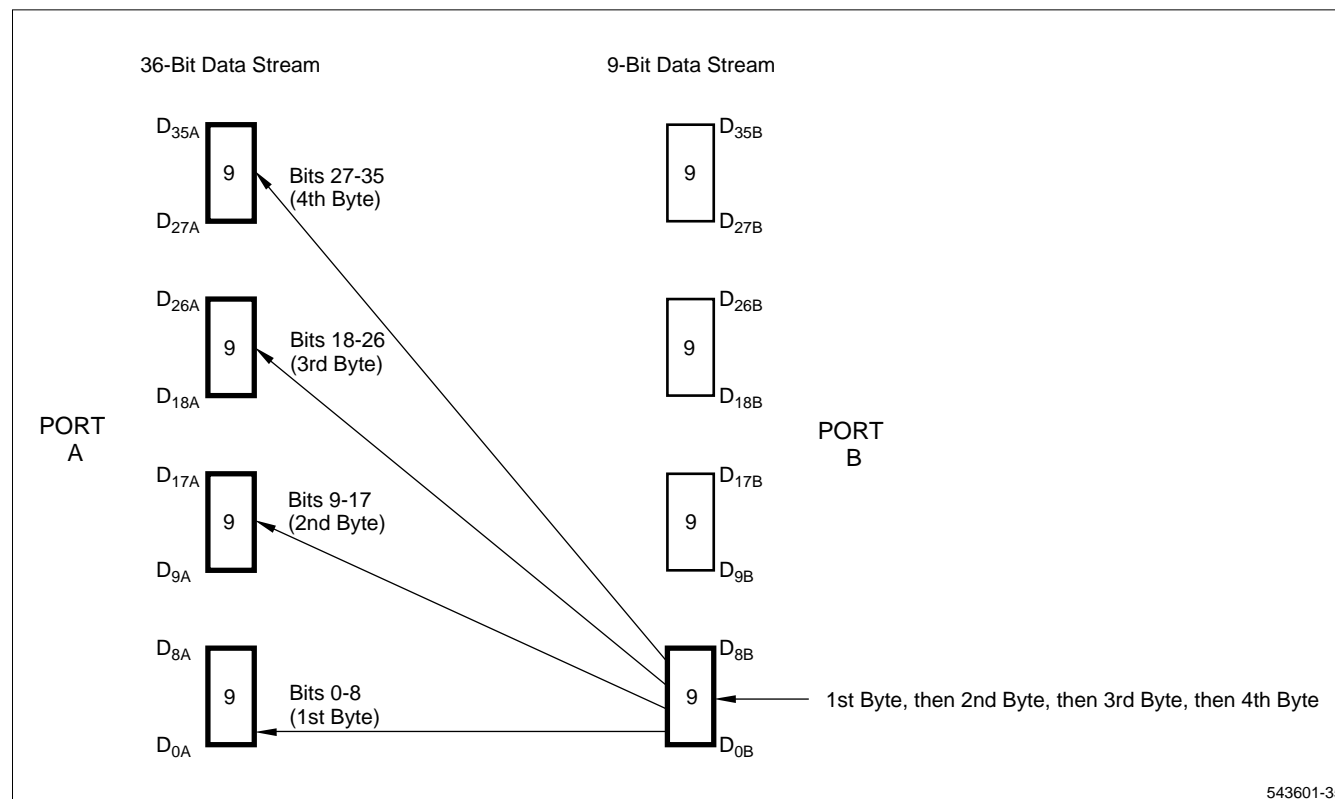 36-Bit Data Stream
9-Bit Data Stream
D35A
9
D27A
Bits 27-35
(4th Byte)
D35B
9
D27B
D26A
9
D18A
Bits 18-26
(3rd Byte)
D26B
9
D18B
PORT
A
PORT
B
D17A
9
D9A
Bits 9-17
(2nd Byte)
D17B
9
D9B
D8A
9
D0A
Bits 0-8
(1st Byte)
D8B
9
D0B
1st Byte, then 2nd Byte, then 3rd Byte, then 4th Byte